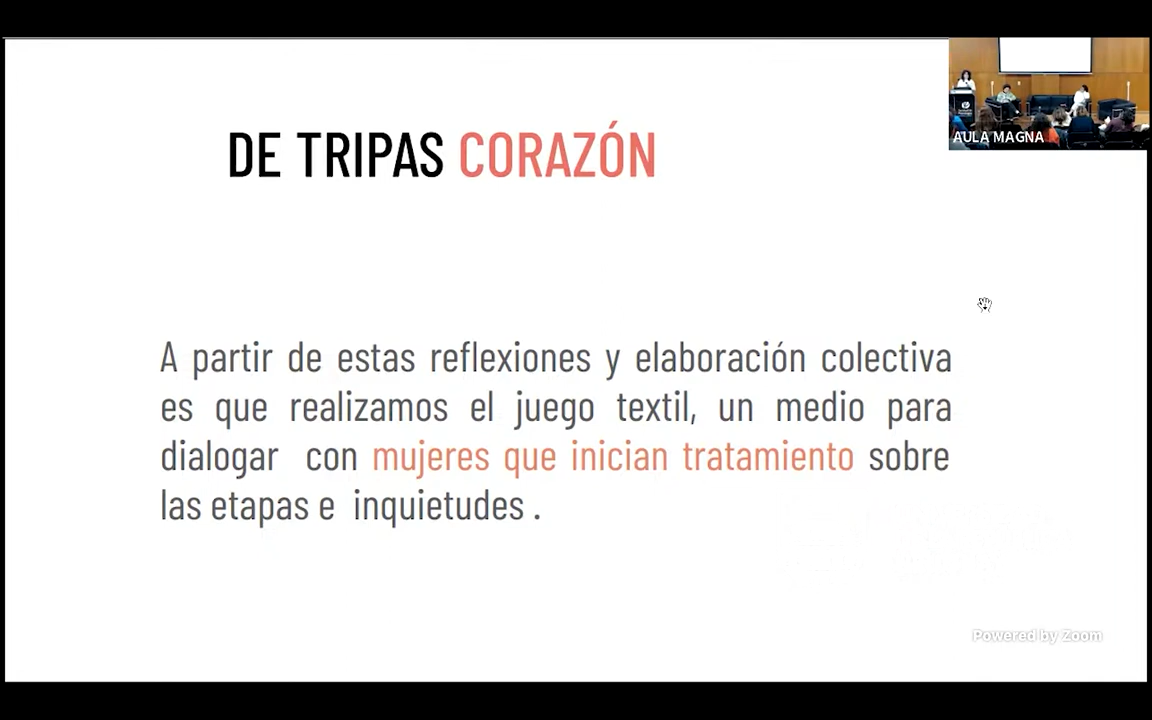 DE TRIPAS CORAZÓN
AULA MAGNA
A partir de estas reflexiones y elaboración colectiva
es que realizamos el juego textil, un medio para
dialogar con mujeres que inician tratamiento sobre
las etapas e inquietudes .
Powered by Zoom